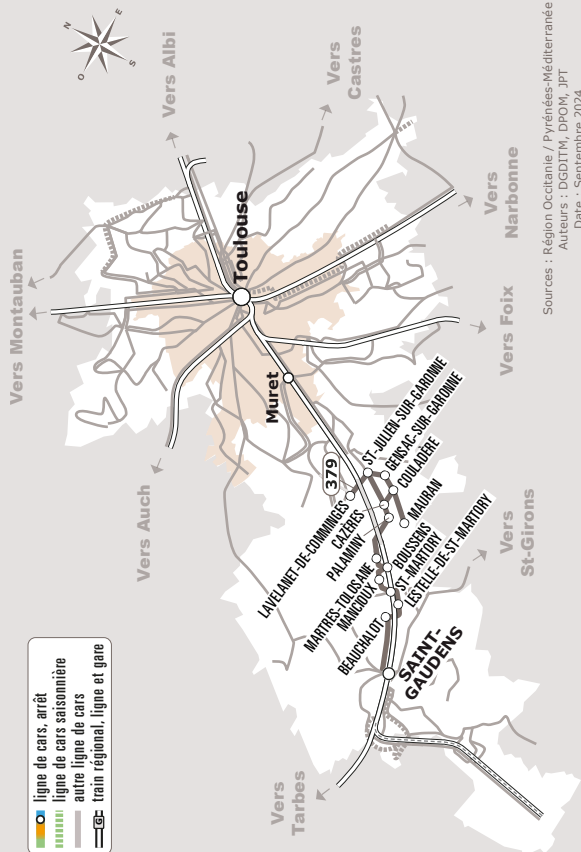 ligne de cars, arrêt
ligne de cars saisonnière
autre ligne de cars
G
train régional, ligne et gare
N
E
S
O
Vers Montauban
Vers Albi
Vers
Castres
Vers Auch
Toulouse
Muret
Vers
Narbonne
Vers Foix
379
LAVELANET-DE-COMMINGES
ST-JULIEN-SUR-GARONNE
GENSAC-SUR-GARONNE
CAZÈRES
COULADÈRE
PALAMINY
MAURAN
MARTRES-TOLOSANE
BOUSSENS
MANCIOUX
ST-MARTORY
LESTELLE-DE-ST-MARTORY
BEAUCHALOT
SAINT-
GAUDENS
Vers
St-Girons
Vers
Tarbes
Sources : Région Occitanie / Pyrénées-Méditerranée
Auteurs : DGDITM, DPOM, JPT
Date : Septembre 2024